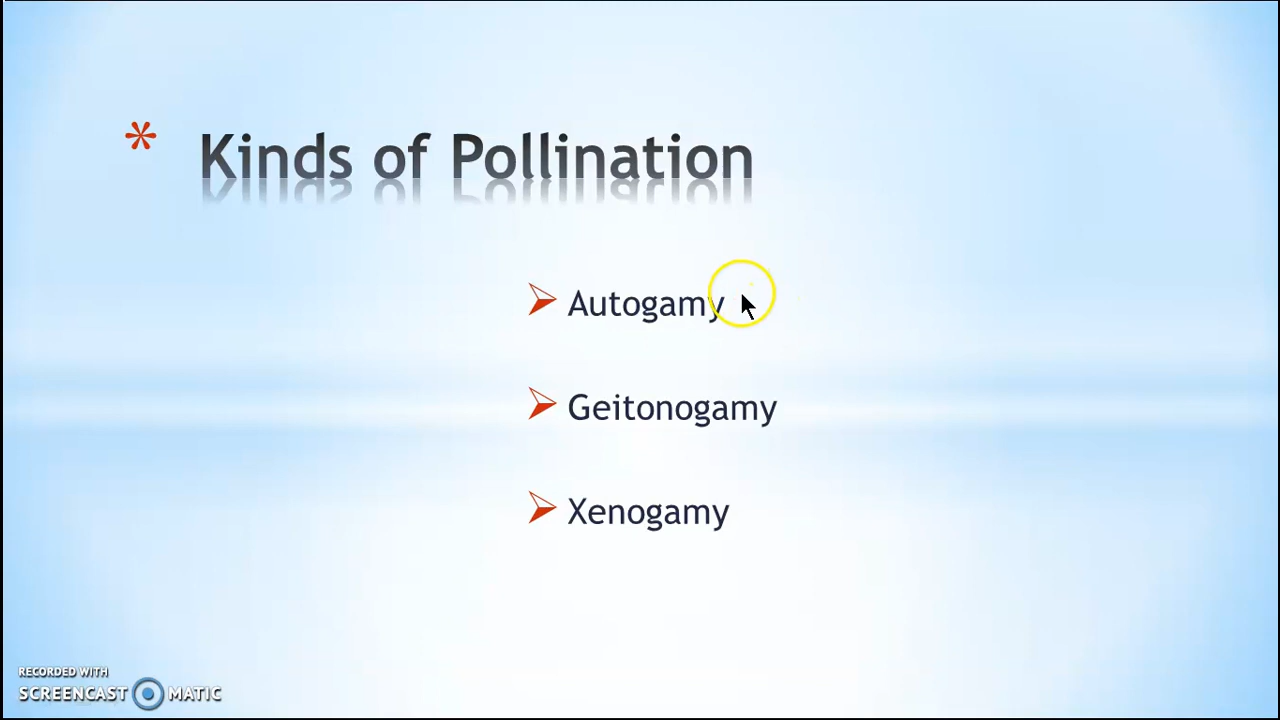 * Kinds of Pollination
Autogamy
Geitonogamy
Xenogamy
RECORDED WITH
SCREENCAST MATIC